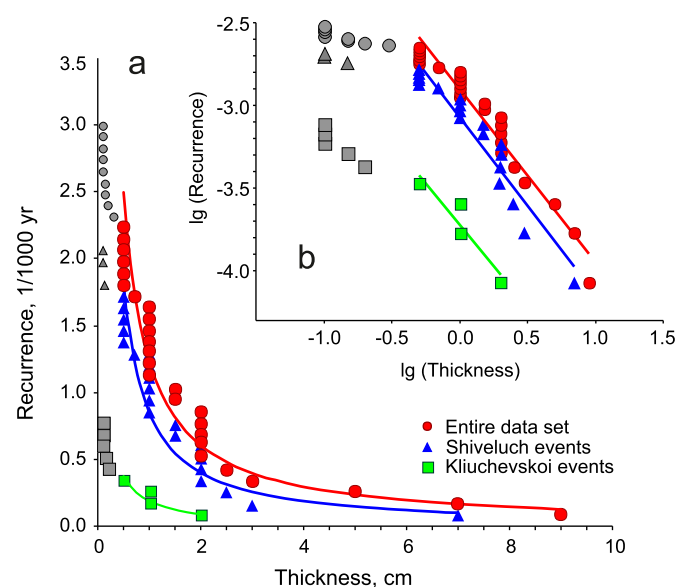 a
3.5
3.0
2.5
2.0
1.5
1.0
0.5
0.0
Recurrence, 1/1000 yr
0
2
4
6
8
10
Thickness, cm
b
-2.5
-3.0
-3.5
-4.0
lg (Recurrence)
-1.0
-0.5
0.0
0.5
1.0
1.5
lg (Thickness)
Entire data set
Shiveluch events
Kliuchevskoi events